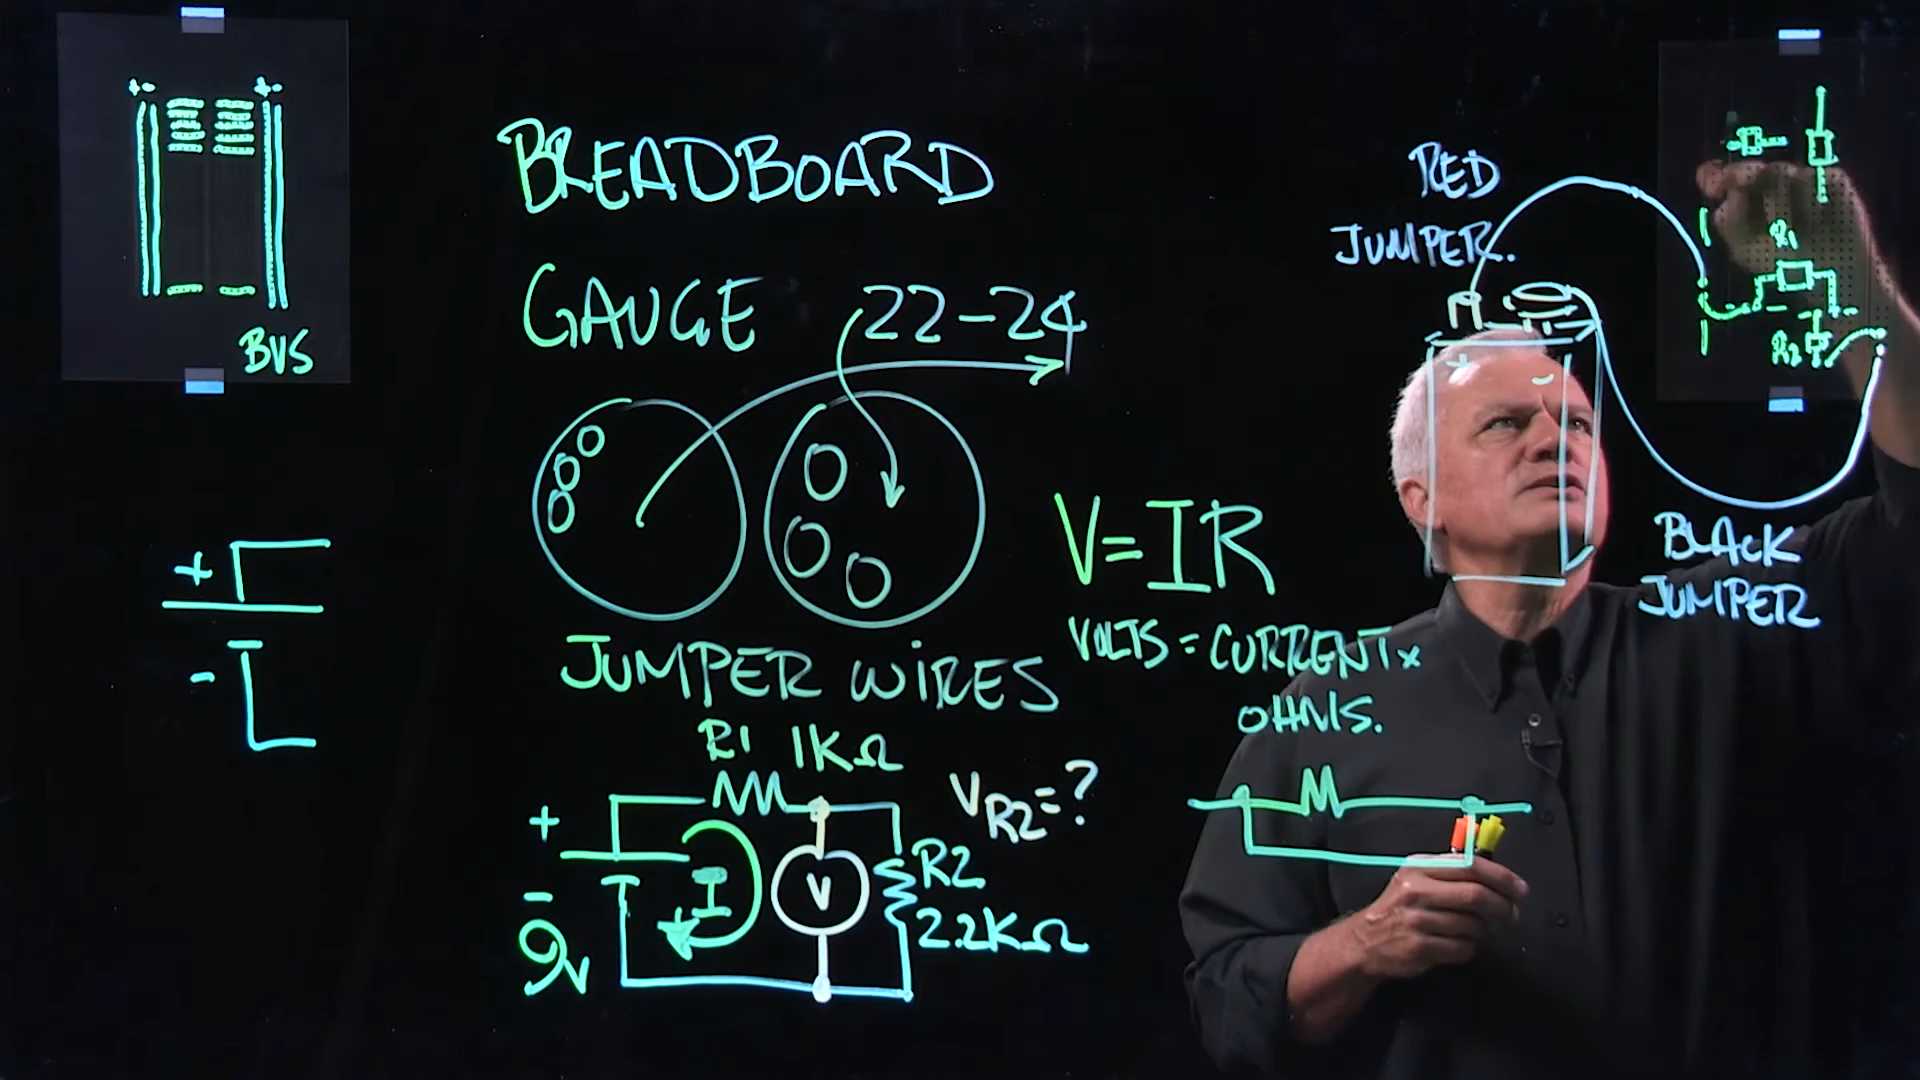 + -
+ -
BVS
BREADBOARD
GAUGE 22-24
JUMPER WIRES
+
-
R1 1KΩ
+
-
9V
I
V
VR2=?
R2
2.2KΩ
V=IR
VOLTS = CURRENT x
OHMS.
RED
JUMPER.
+
-
BLACK
JUMPER
R1
R2